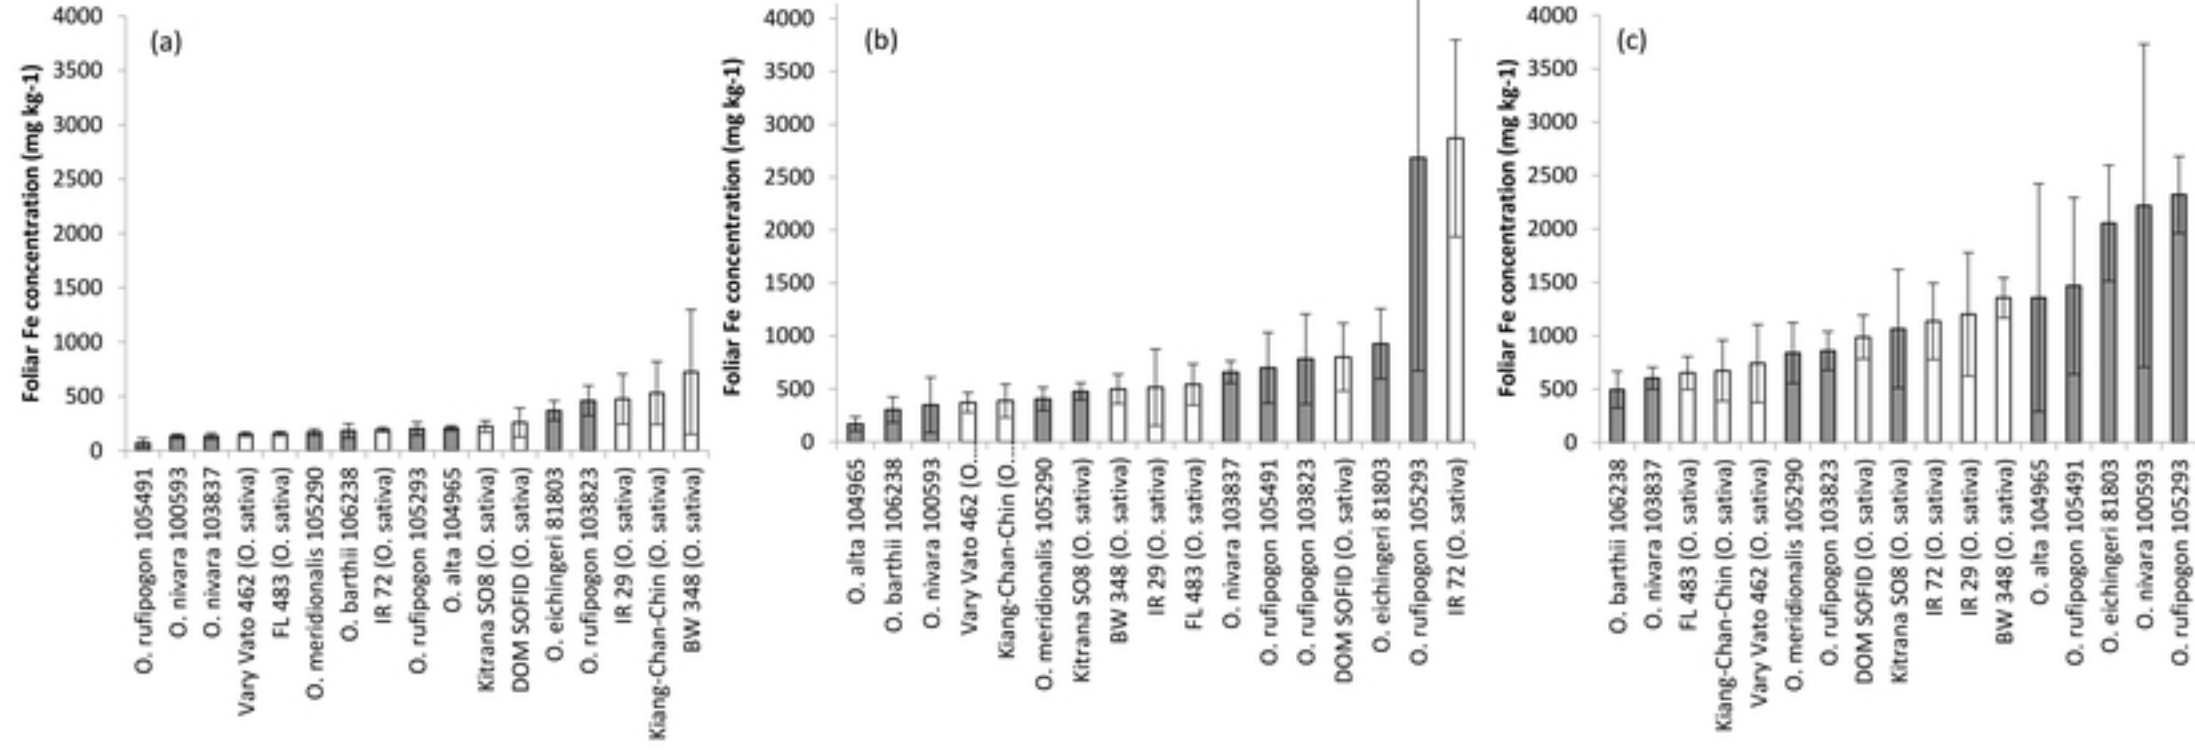 (a)
Foliar Fe concentration (mg kg-1)
4000
3500
3000
2500
2000
1500
1000
500
0
O. rufipogon 105491
O. nivara 100593
O. nivara 103837
Vary Vato 462 (O. sativa)
FL 483 (O. sativa)
O. meridionalis 105290
O. barthii 106238
IR 72 (O. sativa)
O. rufipogon 105293
O. alta 104965
Kitrana SO8 (O. sativa)
DOM SOFID (O. sativa)
O. eichingeri 81803
O. rufipogon 103823
IR 29 (O. sativa)
Kiang-Chan-Chin (O. sativa)
BW 348 (O. sativa)
(b)
Foliar Fe concentration (mg kg-1)
4000
3500
3000
2500
2000
1500
1000
500
0
O. alta 104965
O. barthii 106238
O. nivara 100593
Vary Vato 462 (O....
Kiang-Chan-Chin (O....
O. meridionalis 105290
Kitrana SO8 (O. sativa)
BW 348 (O. sativa)
IR 29 (O. sativa)
FL 483 (O. sativa)
O. nivara 103837
O. rufipogon 105491
O. rufipogon 103823
DOM SOFID (O. sativa)
O. eichingeri 81803
O. rufipogon 105293
IR 72 (O. sativa)
(c)
Foliar Fe concentration (mg kg-1)
4000
3500
3000
2500
2000
1500
1000
500
0
O. barthii 106238
O. nivara 103837
FL 483 (O. sativa)
Kiang-Chan-Chin (O. sativa)
Vary Vato 462 (O. sativa)
O. meridionalis 105290
O. rufipogon 103823
DOM SOFID (O. sativa)
Kitrana SO8 (O. sativa)
IR 72 (O. sativa)
IR 29 (O. sativa)
BW 348 (O. sativa)
O. alta 104965
O. rufipogon 105491
O. eichingeri 81803
O. nivara 100593
O. rufipogon 105293